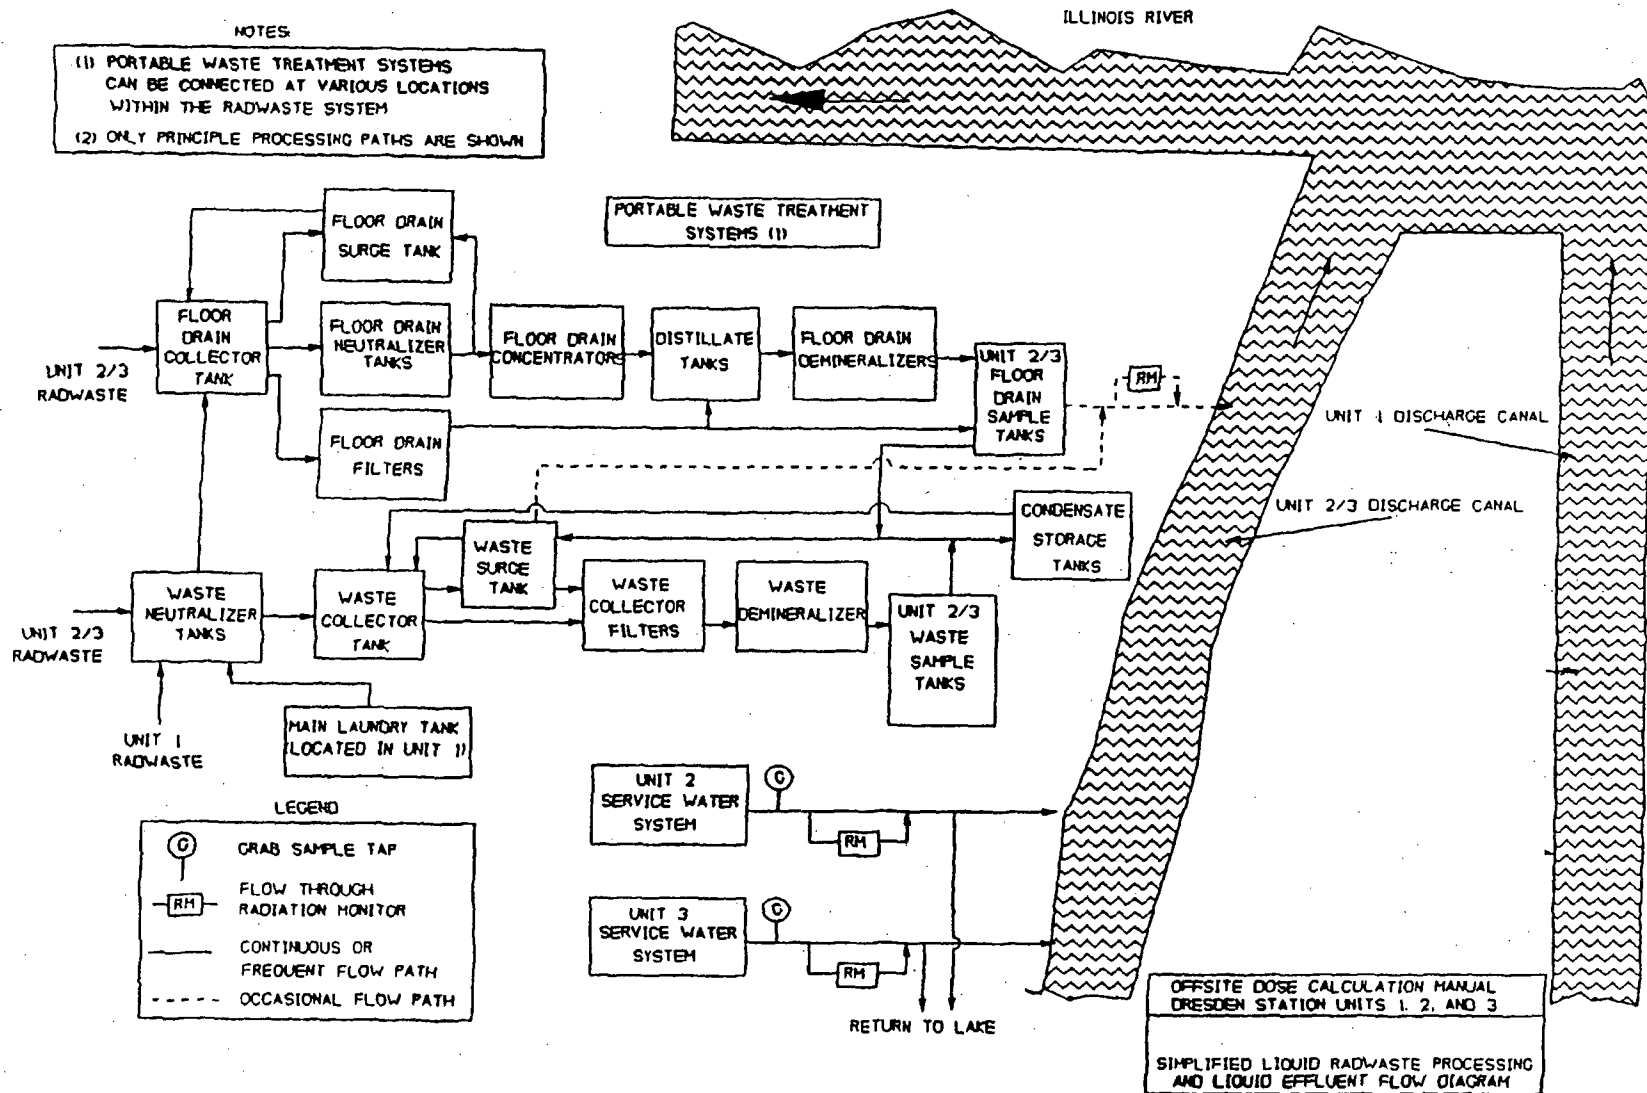 ILLINOIS RIVER
NOTES:
(1) PORTABLE WASTE TREATMENT SYSTEMS
CAN BE CONNECTED AT VARIOUS LOCATIONS
WITHIN THE RADWASTE SYSTEM
(2) ONLY PRINCIPLE PROCESSING PATHS ARE SHOWN
PORTABLE WASTE TREATMENT
SYSTEMS (1)
FLOOR DRAIN
SURGE TANK
FLOOR
DRAIN
COLLECTOR
TANK
UNIT 2/3
RADWASTE
FLOOR DRAIN
NEUTRALIZER
TANKS
FLOOR DRAIN
CONCENTRATORS
DISTILLATE
TANKS
FLOOR DRAIN
DEMINERALIZERS
UNIT 2/3
FLOOR
DRAIN
SAMPLE
TANKS
RM
FLOOR DRAIN
FILTERS
UNIT 1 DISCHARGE CANAL
UNIT 2/3 DISCHARGE CANAL
CONDENSATE
STORAGE
TANKS
WASTE
SURGE
TANK
WASTE
NEUTRALIZER
TANKS
UNIT 2/3
RADWASTE
WASTE
COLLECTOR
TANK
WASTE
COLLECTOR
FILTERS
WASTE
DEMINERALIZER
UNIT 2/3
WASTE
SAMPLE
TANKS
UNIT 1
RADWASTE
MAIN LAUNDRY TANK
(LOCATED IN UNIT 1)
UNIT 2
SERVICE WATER
SYSTEM
G
RM
UNIT 3
SERVICE WATER
SYSTEM
G
RM
RETURN TO LAKE
LEGEND
G
GRAB SAMPLE TAP
RM
FLOW THROUGH
RADIATION MONITOR
CONTINUOUS OR
FREQUENT FLOW PATH
OCCASIONAL FLOW PATH
OFFSITE DOSE CALCULATION MANUAL
DRESDEN STATION UNITS 1, 2, AND 3
SIMPLIFIED LIQUID RADWASTE PROCESSING
AND LIQUID EFFLUENT FLOW DIAGRAM